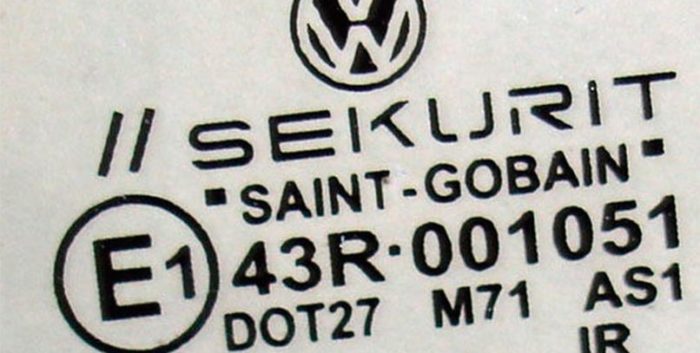 // SEKURIT
"SAINT-GOBAIN"
E1 43R·001051
DOT27 M71 AS1
IR